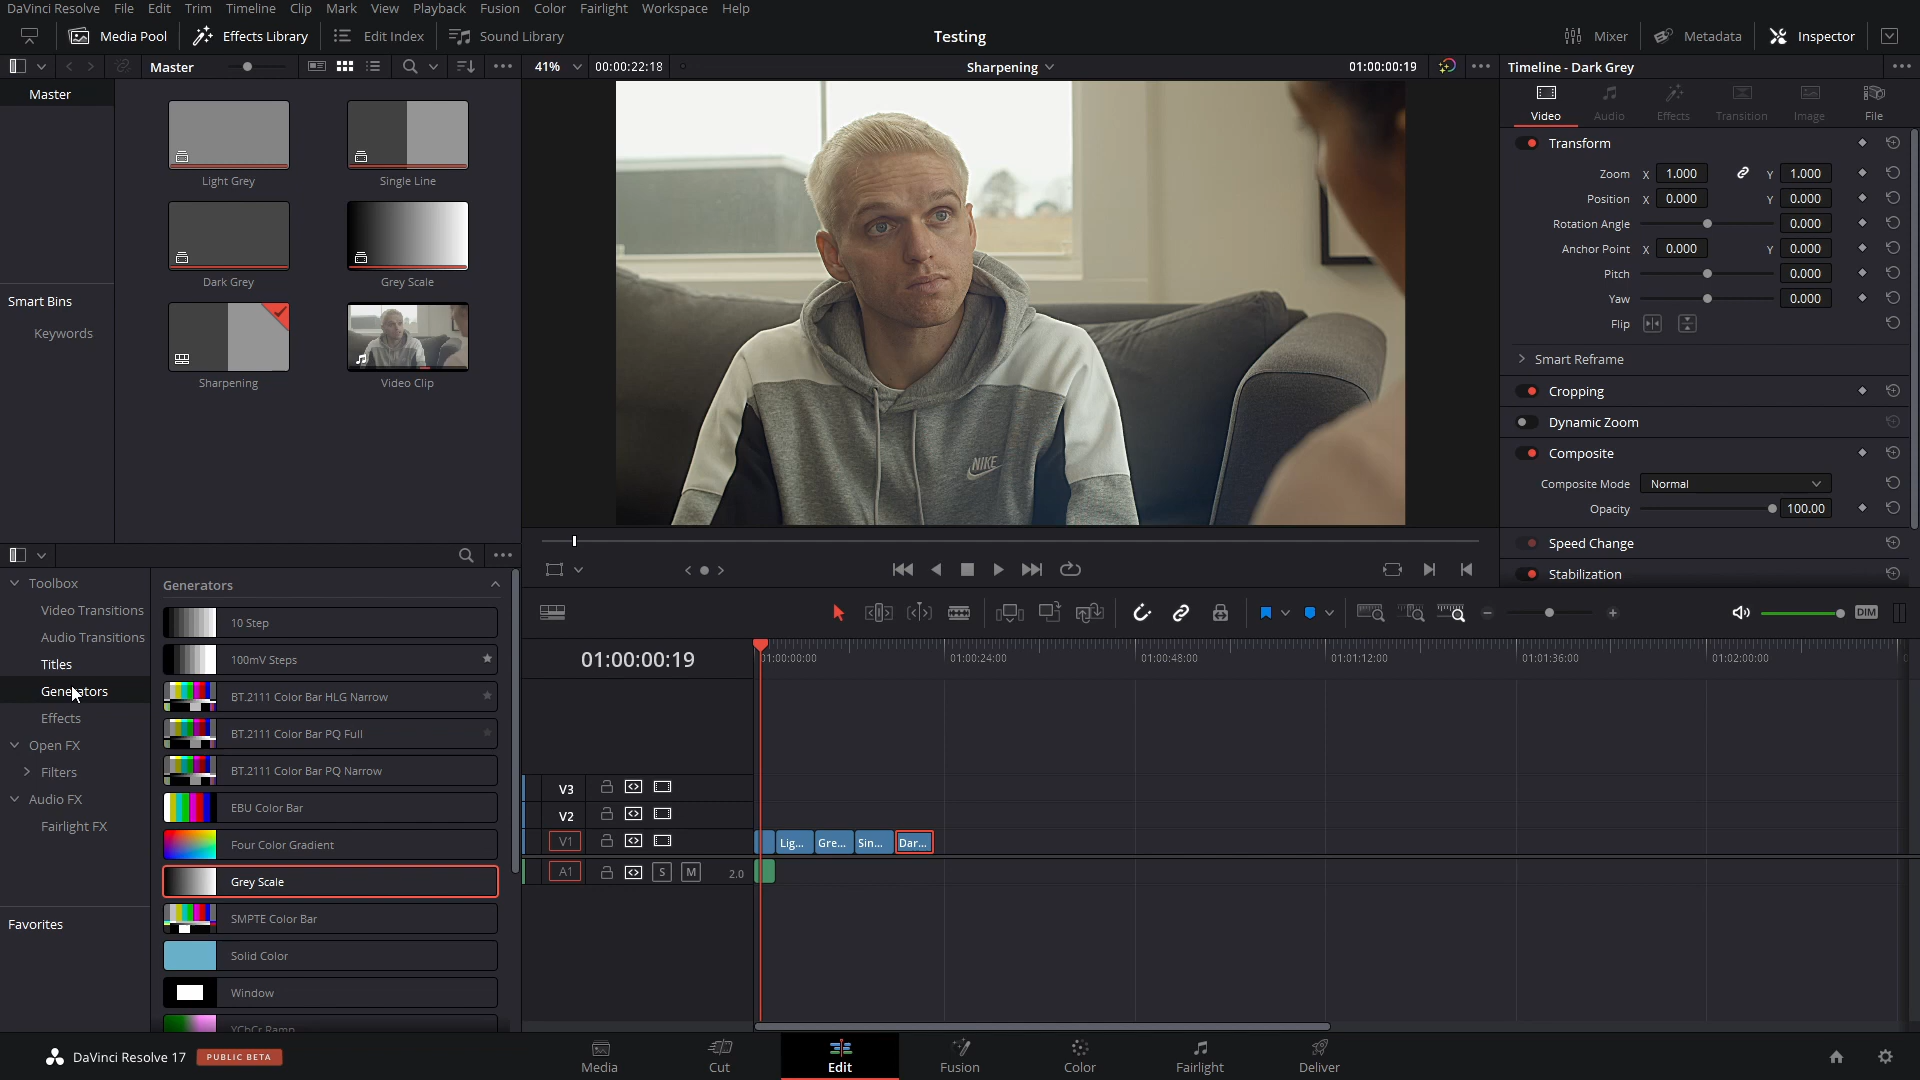 DaVinci Resolve File Edit Trim Timeline Clip Mark View Playback Fusion Color Fairlight Workspace Help
Media Pool Effects Library Edit Index Sound Library Testing Mixer Metadata Inspector
Master 41% 00:00:22:18 Sharpening 01:00:00:19 Timeline - Dark Grey
Master
Smart Bins
Keywords
Light Grey
Single Line
Dark Grey
Grey Scale
Sharpening
Video Clip
NIKE
Video Audio Effects Transition Image File
Transform
Zoom X 1.000 Y 1.000
Position X 0.000 Y 0.000
Rotation Angle 0.000
Anchor Point X 0.000 Y 0.000
Pitch 0.000
Yaw 0.000
Flip
Smart Reframe
Cropping
Dynamic Zoom
Composite
Composite Mode Normal
Opacity 100.00
Speed Change
Stabilization
Toolbox
Video Transitions
Audio Transitions
Titles
Generators
Effects
Open FX
Filters
Audio FX
Fairlight FX
Favorites
Generators
10 Step
100mV Steps
BT.2111 Color Bar HLG Narrow
BT.2111 Color Bar PQ Full
BT.2111 Color Bar PQ Narrow
EBU Color Bar
Four Color Gradient
Grey Scale
SMPTE Color Bar
Solid Color
Window
YCbCr Ramp
DIM
01:00:00:19 01:00:00:00 01:00:24:00 01:00:48:00 01:01:12:00 01:01:36:00 01:02:00:00
V3
V2
V1 Lig... Gre... Sin... Dar...
A1 S M 2.0
DaVinci Resolve 17 PUBLIC BETA
Media Cut Edit Fusion Color Fairlight Deliver